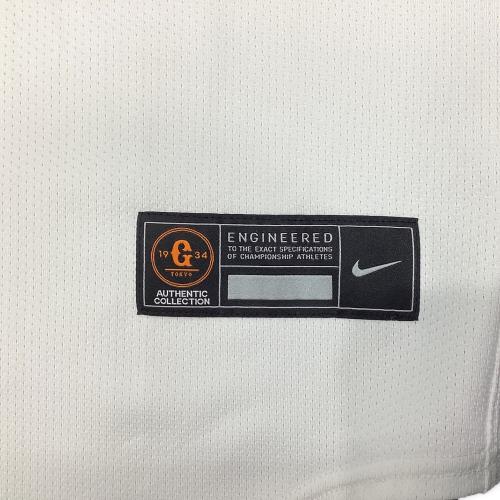 G
19 34
TOKYO
AUTHENTIC
COLLECTION
ENGINEERED
TO THE EXACT SPECIFICATIONS
OF CHAMPIONSHIP ATHLETES